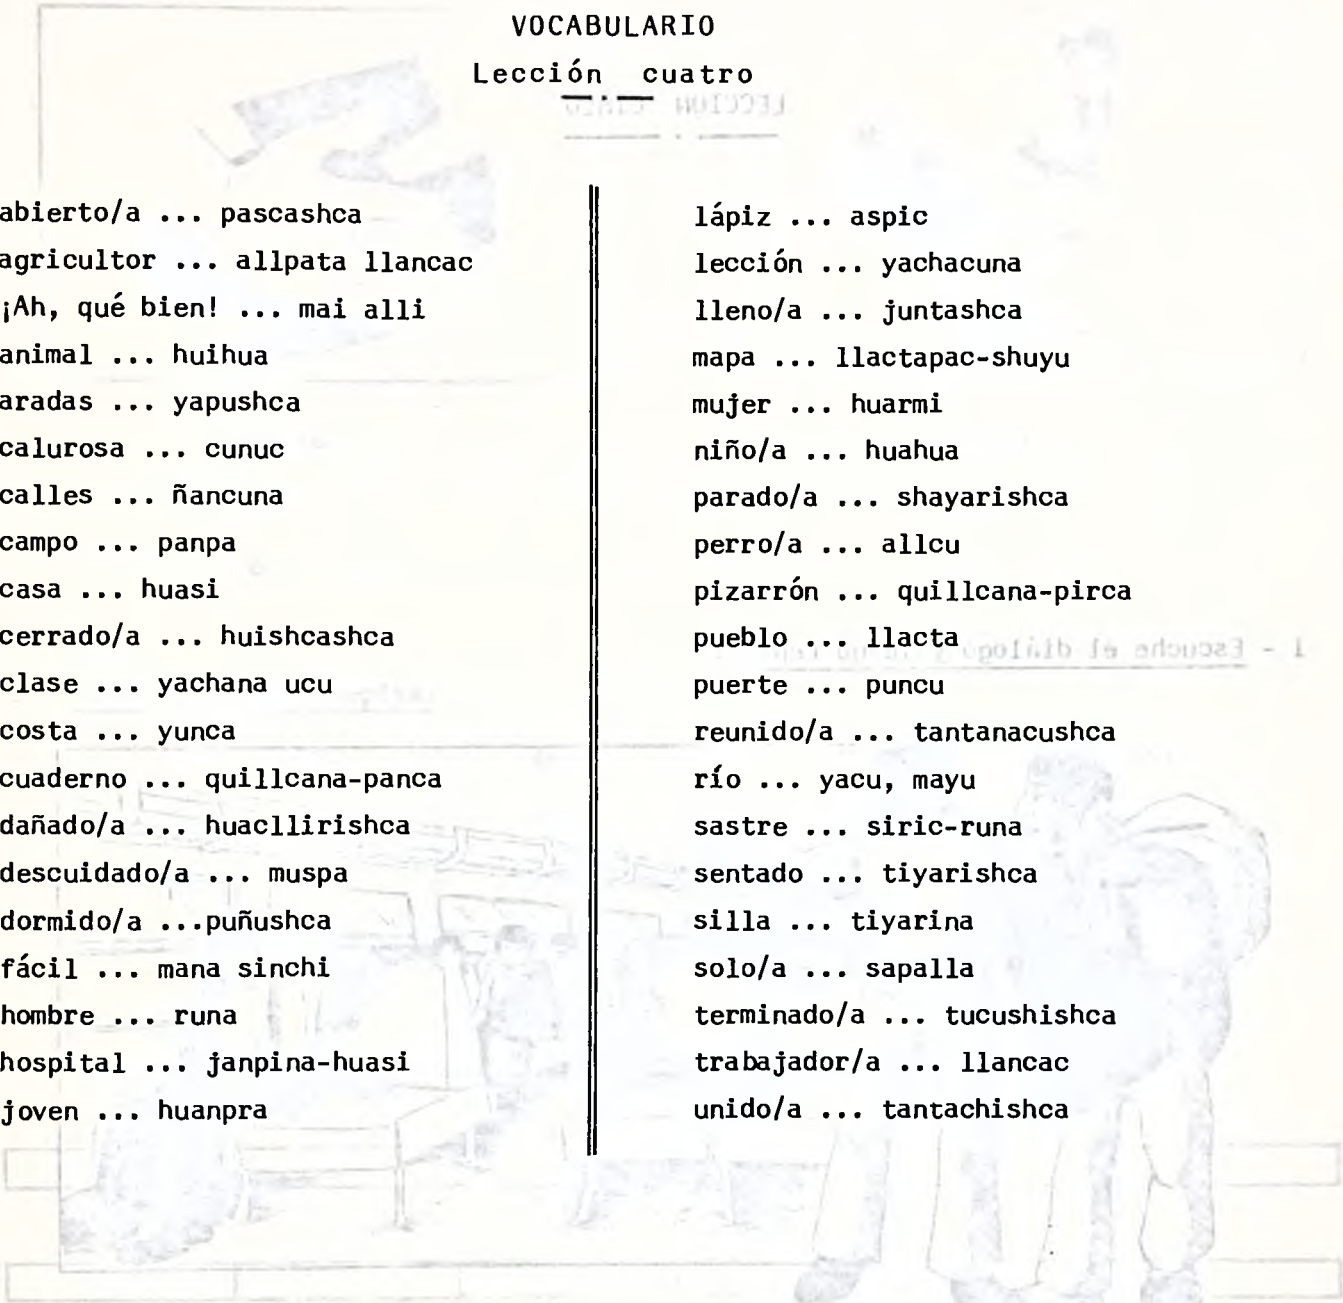 VOCABULARIO
Lección cuatro
abierto/a ... pascashca
agricultor ... allpata llancac
¡Ah, qué bien! ... mai alli
animal ... huihua
aradas ... yapushca
calurosa ... cunuc
calles ... ñancuna
campo ... panpa
casa ... huasi
cerrado/a ... huishcashca
clase ... yachana ucu
costa ... yunca
cuaderno ... quillcana-panca
dañado/a ... huacllirishca
descuidado/a ... muspa
dormido/a ...puñushca
fácil ... mana sinchi
hombre ... runa
hospital ... janpina-huasi
joven ... huanpra
lápiz ... aspic
lección ... yachacuna
lleno/a ... juntashca
mapa ... llactapac-shuyu
mujer ... huarmi
niño/a ... huahua
parado/a ... shayarishca
perro/a ... allcu
pizarrón ... quillcana-pirca
pueblo ... llacta
puerte ... puncu
reunido/a ... tantanacushca
río ... yacu, mayu
sastre ... siric-runa
sentado ... tiyarishca
silla ... tiyarina
solo/a ... sapalla
terminado/a ... tucushishca
trabajador/a ... llancac
unido/a ... tantachishca